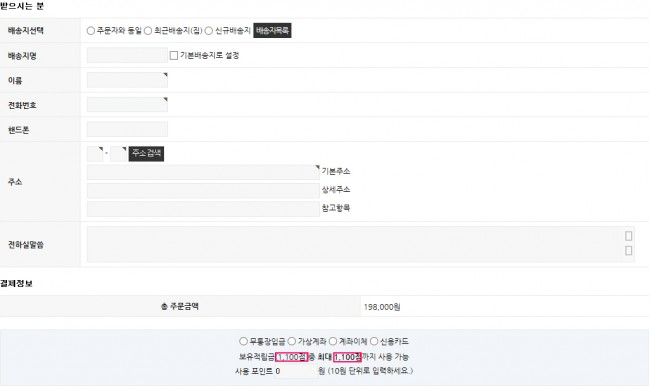 받으시는 분
배송지선택 주문자와 동일 최근배송지(집) 신규배송지 배송지목록
배송지명 기본배송지로 설정
이름
전화번호
핸드폰
- 주소 검색
주소 기본주소
상세주소
참고항목
전하실말씀
결제정보
총 주문금액 198,000원
무통장입금 가상계좌 계좌이체 신용카드
보유적립금(1,100점)중 최대 1,100점까지 사용 가능
사용 포인트 0 원 (10원 단위로 입력하세요.)